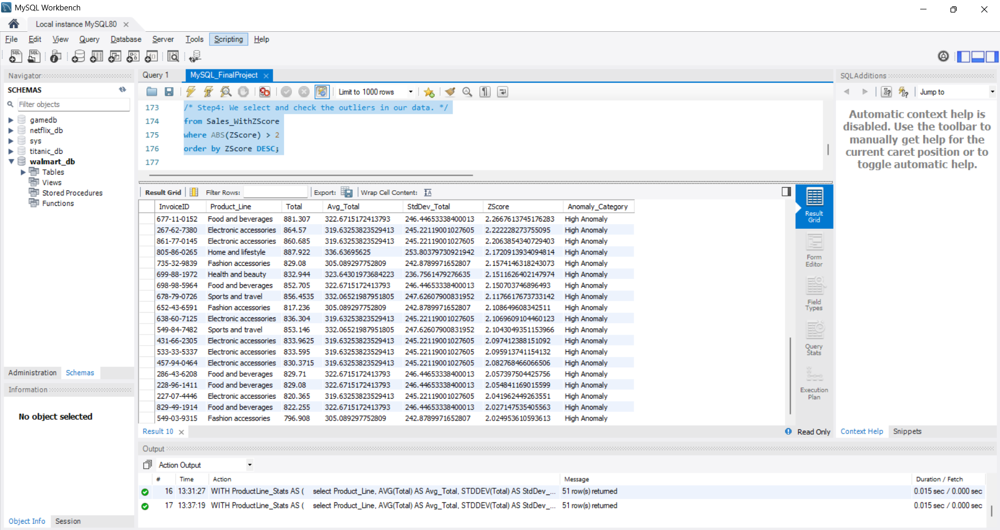 MySQL Workbench
Local instance MySQL80
File Edit View Query Database Server Tools Scripting Help
Navigator
SCHEMAS
Filter objects
gamedb
netflix_db
sys
titanic_db
walmart_db
Tables
Views
Stored Procedures
Functions
Administration Schemas
Information
No object selected
Object Info Session
Query 1 MySQL_FinalProject
Limit to 1000 rows
173 /* Step4: We select and check the outliers in our data. */
174 from Sales_WithZScore
175 where ABS(ZScore) > 2
176 order by ZScore DESC;
177
Result Grid Filter Rows: Export: Wrap Cell Content:
InvoiceID Product_Line Total Avg_Total StdDev_Total ZScore Anomaly_Category
677-11-0152 Food and beverages 881.307 322.6715172413793 246.44653338400013 2.2667613745176283 High Anomaly
267-62-7380 Electronic accessories 864.57 319.63253823529413 245.22119001027605 2.222228273755095 High Anomaly
861-77-0145 Electronic accessories 860.685 319.63253823529413 245.22119001027605 2.2063854340729403 High Anomaly
805-86-0265 Home and lifestyle 887.922 336.63695625 253.80379730921942 2.1720913934094814 High Anomaly
735-32-9839 Fashion accessories 829.08 305.089297752809 242.8789971652807 2.1574146318243073 High Anomaly
699-88-1972 Health and beauty 832.944 323.64301973684223 236.7561479276635 2.1511626402147974 High Anomaly
698-98-5964 Food and beverages 852.705 322.6715172413793 246.44653338400013 2.150703746896493 High Anomaly
678-79-0726 Sports and travel 856.4535 332.06521987951805 247.62607900831952 2.1176617673733142 High Anomaly
652-43-6591 Fashion accessories 817.236 305.089297752809 242.8789971652807 2.108649608342511 High Anomaly
638-60-7125 Electronic accessories 836.304 319.63253823529413 245.22119001027605 2.1069609104460123 High Anomaly
549-84-7482 Sports and travel 853.146 332.06521987951805 247.62607900831952 2.1043049351153966 High Anomaly
431-66-2305 Electronic accessories 833.9625 319.63253823529413 245.22119001027605 2.097412388151092 High Anomaly
533-33-5337 Electronic accessories 833.595 319.63253823529413 245.22119001027605 2.095913741154132 High Anomaly
457-94-0464 Electronic accessories 830.3715 319.63253823529413 245.22119001027605 2.082768466066506 High Anomaly
286-43-6208 Food and beverages 829.71 322.6715172413793 246.44653338400013 2.057397504425756 High Anomaly
228-96-1411 Food and beverages 829.08 322.6715172413793 246.44653338400013 2.054841169015599 High Anomaly
227-07-4446 Electronic accessories 820.365 319.63253823529413 245.22119001027605 2.041962449263551 High Anomaly
829-49-1914 Food and beverages 822.255 322.6715172413793 246.44653338400013 2.027147535405563 High Anomaly
549-03-9315 Fashion accessories 796.908 305.089297752809 242.8789971652807 2.024953610593613 High Anomaly
Result 10
Read Only
Result
Grid
Form
Editor
Field
Types
Query
Stats
Execution
Plan
SQLAdditions
Jump to
Automatic context help is
disabled. Use the toolbar to
manually get help for the
current caret position or to
toggle automatic help.
Context Help Snippets
Output
Action Output
# Time Action Message Duration / Fetch
16 13:31:27 WITH ProductLine_Stats AS ( select Product_Line, AVG(Total) AS Avg_Total, STDDEV(Total) AS StdDev_... 51 row(s) returned 0.015 sec / 0.000 sec
17 13:37:19 WITH ProductLine_Stats AS ( select Product_Line, AVG(Total) AS Avg_Total, STDDEV(Total) AS StdDev_... 51 row(s) returned 0.015 sec / 0.000 sec